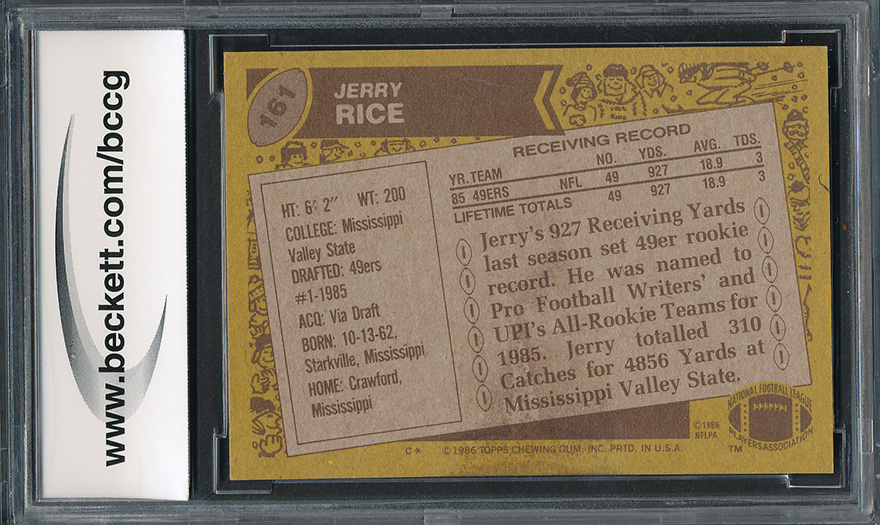 www.beckett.com/bccg
161
JERRY
RICE
RECEIVING RECORD
YR. TEAM NO. YDS. AVG. TDS.
85 49ERS NFL 49 927 18.9 3
LIFETIME TOTALS 49 927 18.9 3
HT: 6' 2" WT: 200
COLLEGE: Mississippi
Valley State
DRAFTED: 49ers
#1-1985
ACQ: Via Draft
BORN: 10-13-62,
Starkville, Mississippi
HOME: Crawford,
Mississippi
Jerry's 927 Receiving Yards
last season set 49er rookie
record. He was named to
Pro Football Writers' and
UPI's All-Rookie Teams for
1985. Jerry totalled 310
Catches for 4856 Yards at
Mississippi Valley State.
©1986
NFLPA
NATIONAL FOOTBALL LEAGUE
PLAYERS ASSOCIATION
TM
C* ©1986 TOPPS CHEWING GUM, INC. PRTD. IN U.S.A.